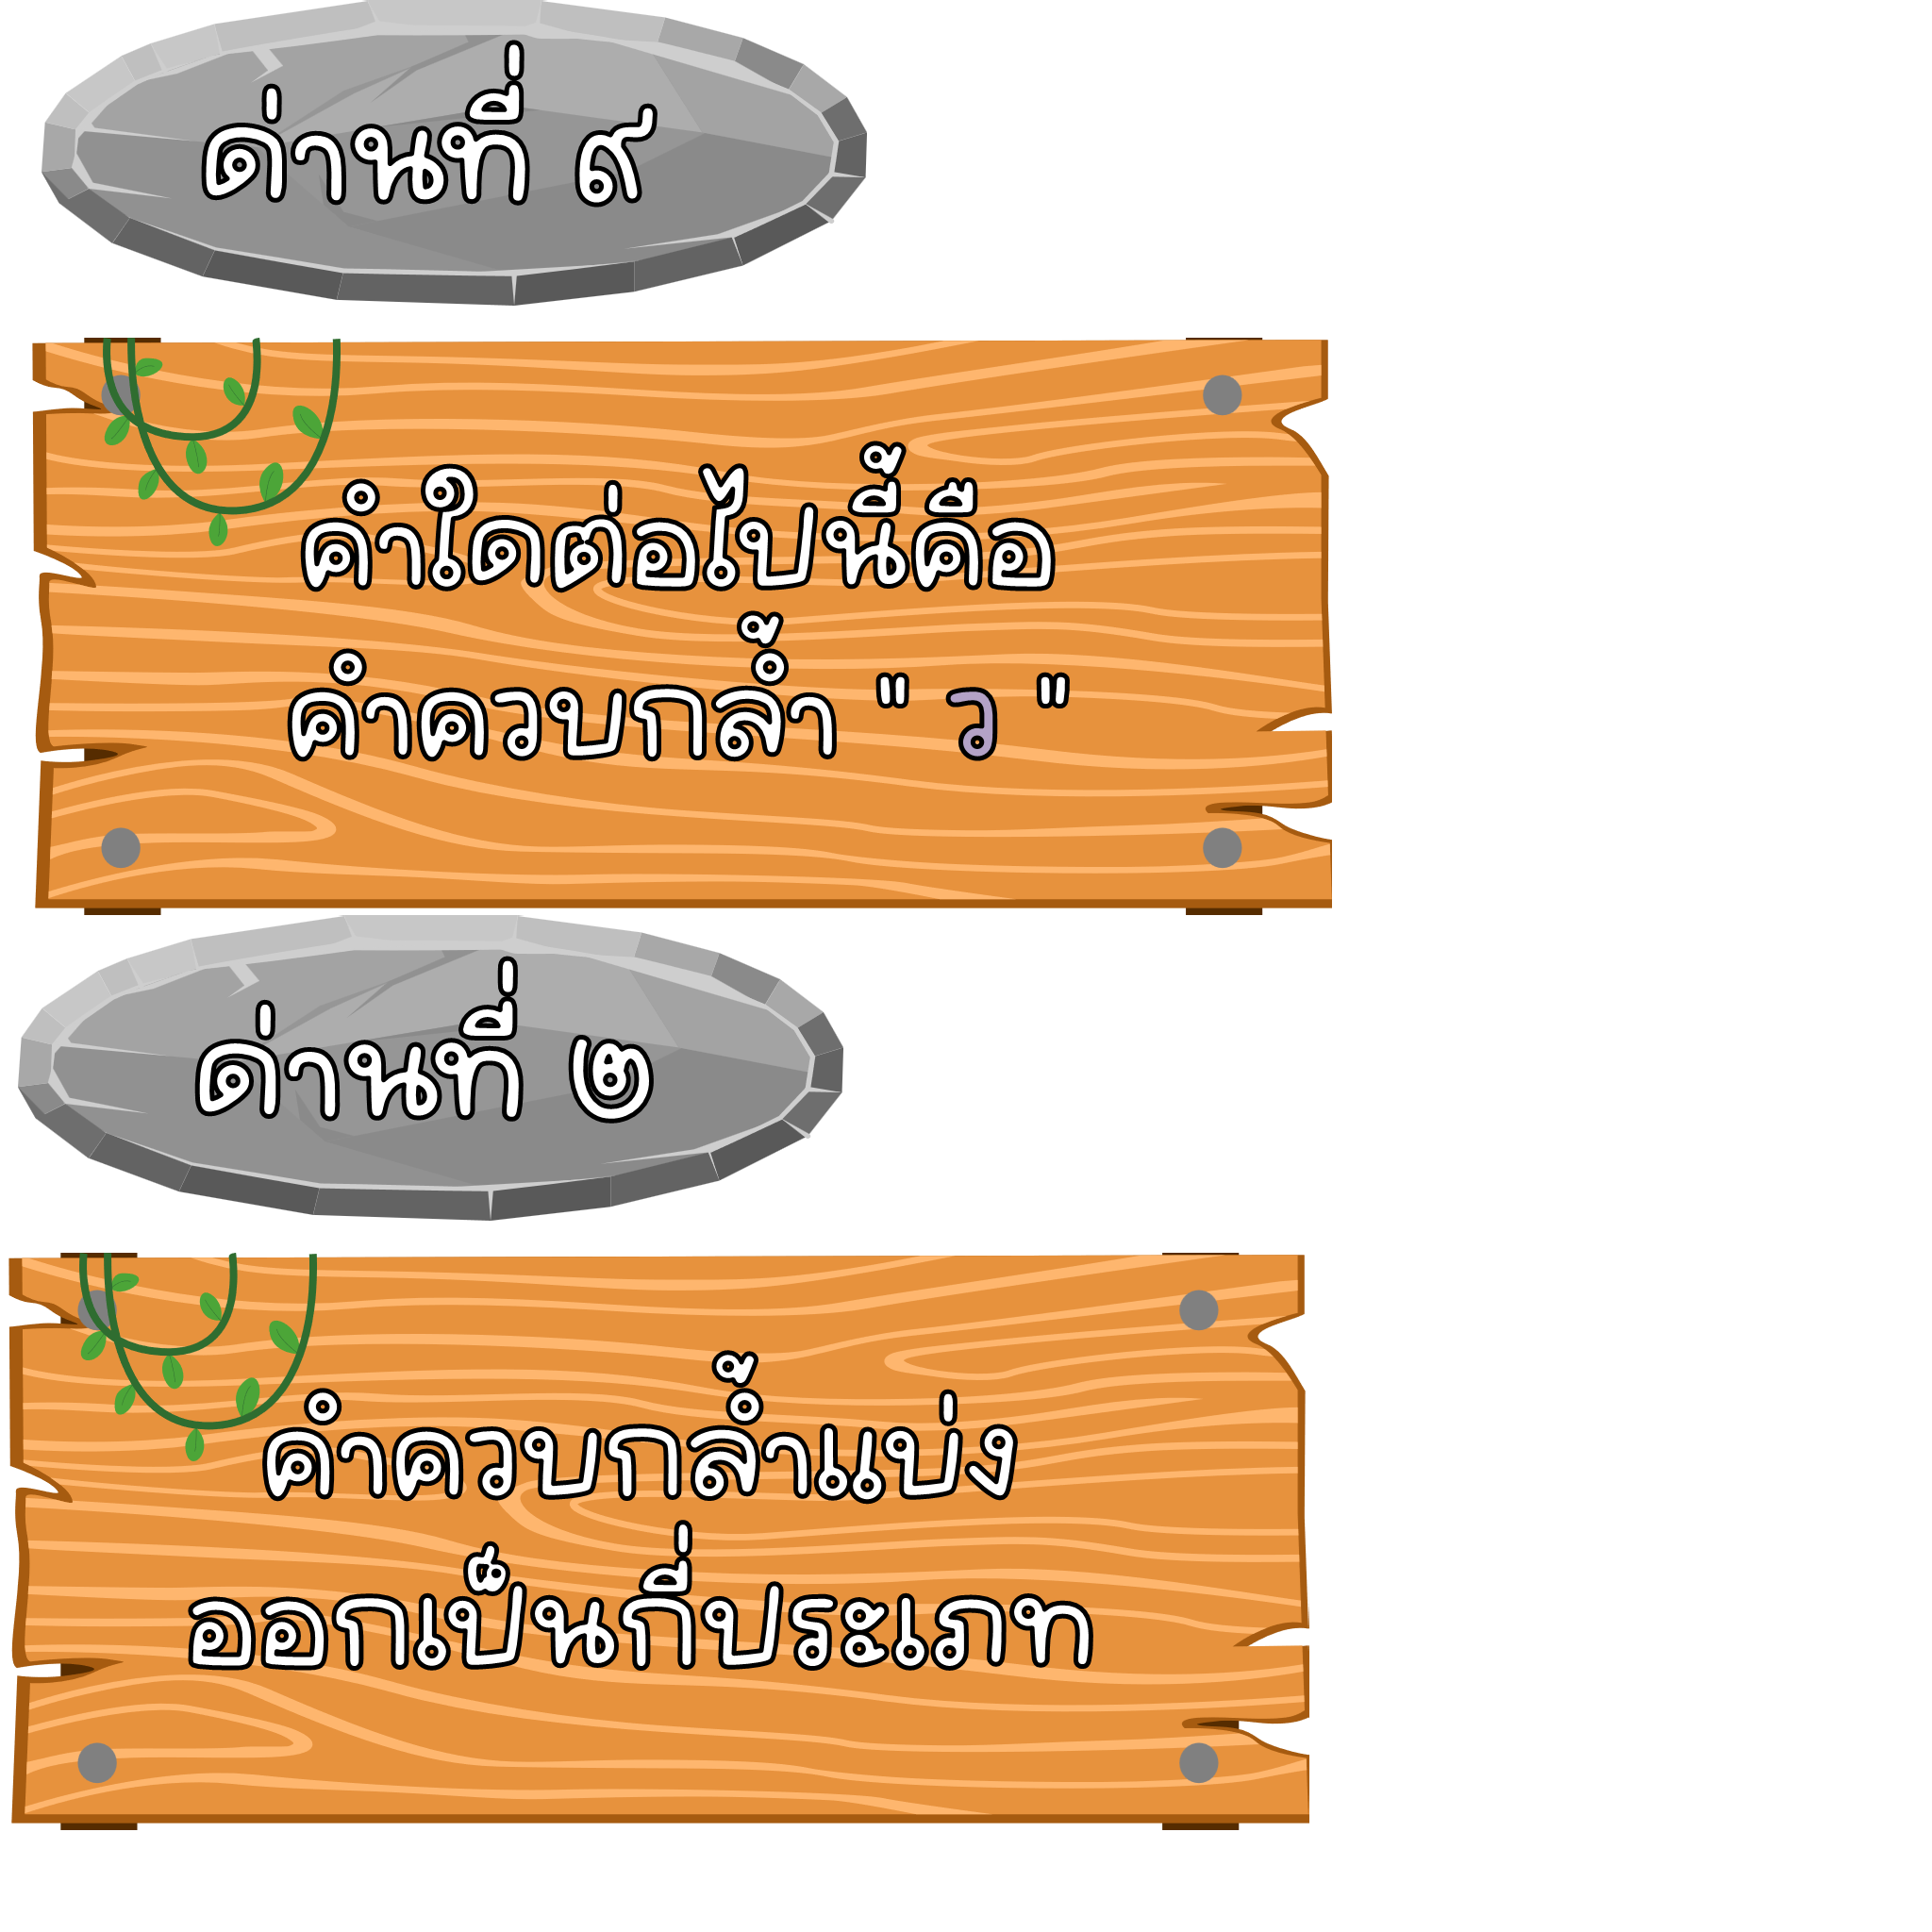 ด่านที่ ๙
คำใดต่อไปนี้คือ
คำควบกล้ำ " ว "
ด่านที่ ๒
คำควบกล้ำแบ่ง
ออกเป็นกี่ประเภท